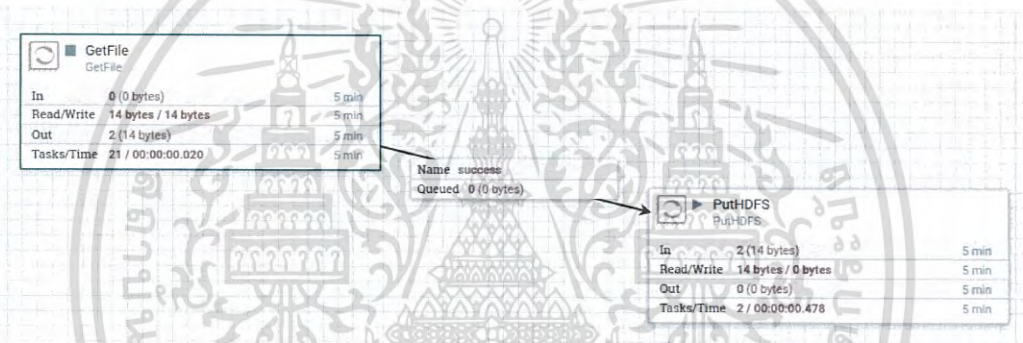 GetFile
GetFile
In 0 (0 bytes) 5 min
Read/Write 14 bytes / 14 bytes 5 min
Out 2 (14 bytes) 5 min
Tasks/Time 21 / 00:00:00.020 5 min
Name success
Queued 0 (0 bytes)
PutHDFS
PutHDFS
In 2 (14 bytes) 5 min
Read/Write 14 bytes / 0 bytes 5 min
Out 0 (0 bytes) 5 min
Tasks/Time 2 / 00:00:00.478 5 min